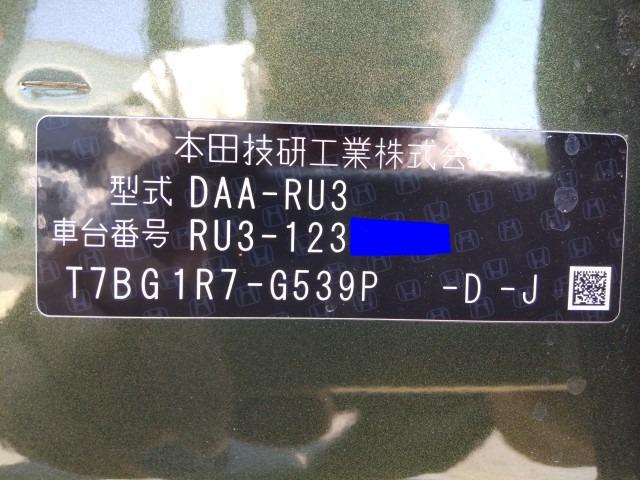 本田技研工業株式会
型式 DAA-RU3
車台番号 RU3-123
T7BG1R7-G539P -D -J